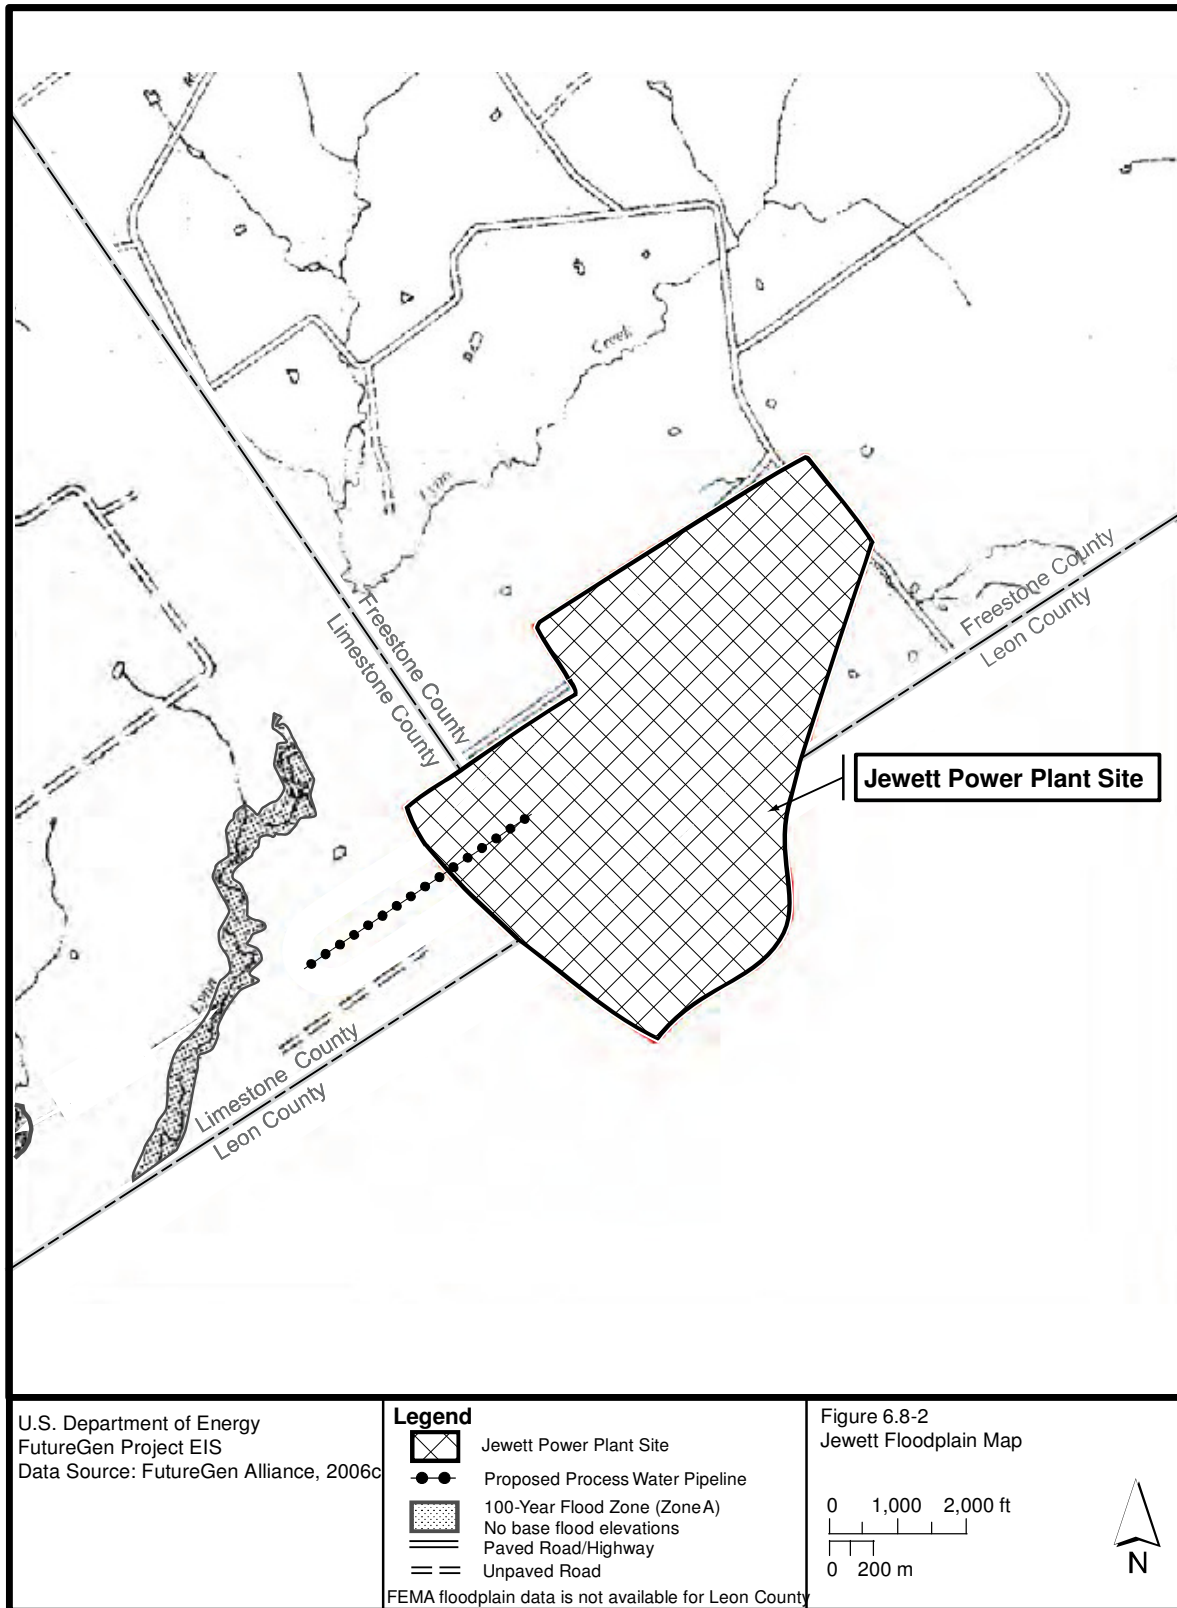 Creek
Lynn
Freestone County
Limestone County
Freestone County
Leon County
Jewett Power Plant Site
Lynn
Limestone County
Leon County
U.S. Department of Energy
FutureGen Project EIS
Data Source: FutureGen Alliance, 2006c
Legend
Jewett Power Plant Site
Proposed Process Water Pipeline
100-Year Flood Zone (Zone A)
No base flood elevations
Paved Road/Highway
Unpaved Road
FEMA floodplain data is not available for Leon County
Figure 6.8-2
Jewett Floodplain Map
0 1,000 2,000 ft
0 200 m
N